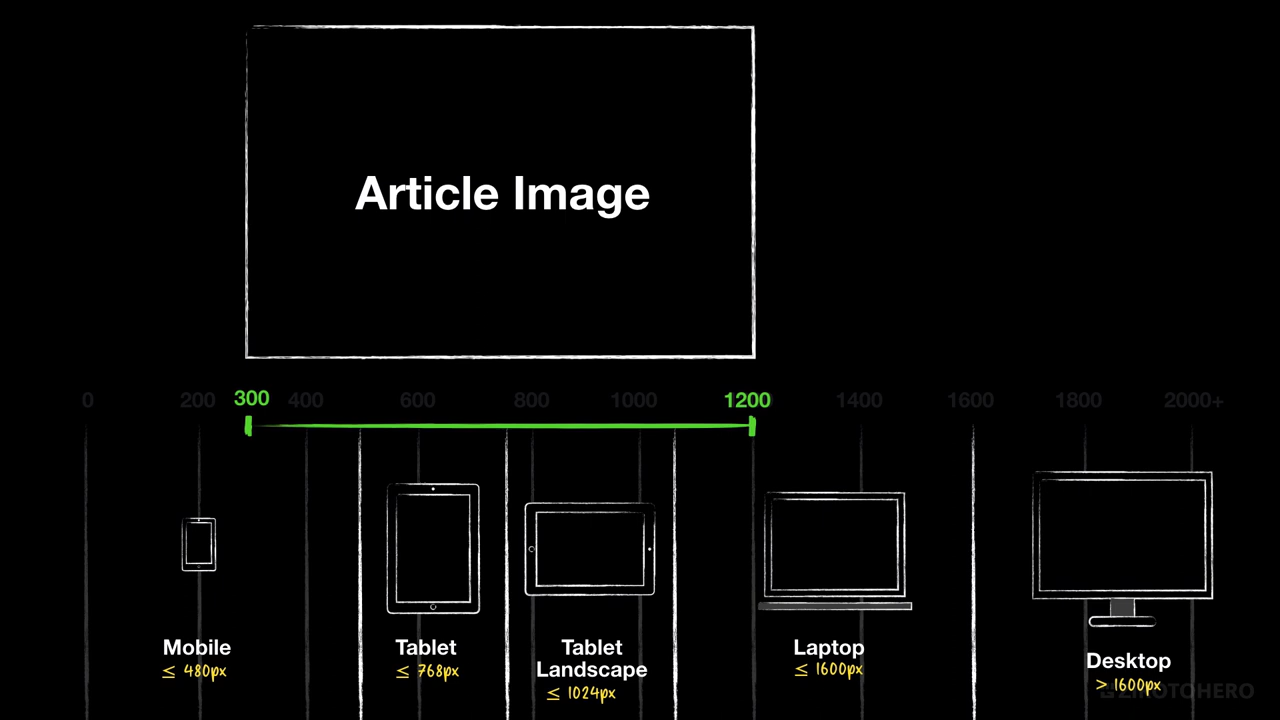 Article Image
0 200 300 400 600 800 1000 1200 1400 1600 1800 2000+
Mobile
≤ 480px
Tablet
≤ 768px
Tablet
Landscape
≤ 1024px
Laptop
≤ 1600px
Desktop
> 1600px